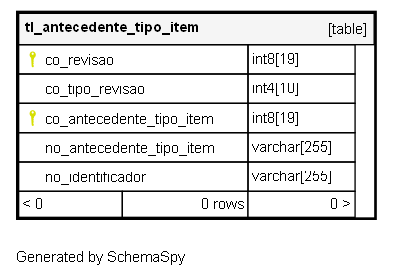 tl_antecedente_tipo_item [table]
co_revisao int8[19]
co_tipo_revisao int4[10]
co_antecedente_tipo_item int8[19]
no_antecedente_tipo_item varchar[255]
no_identificador varchar[255]
< 0 0 rows 0 >
Generated by SchemaSpy